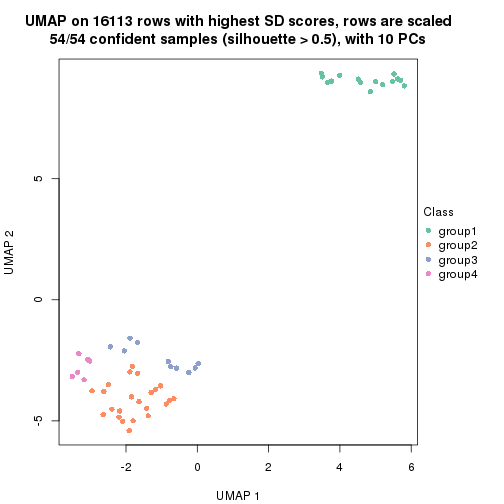 UMAP on 16113 rows with highest SD scores, rows are scaled
54/54 confident samples (silhouette > 0.5), with 10 PCs
UMAP 2
5
0
-5
-2
0
2
4
6
UMAP 1
Class
group1
group2
group3
group4